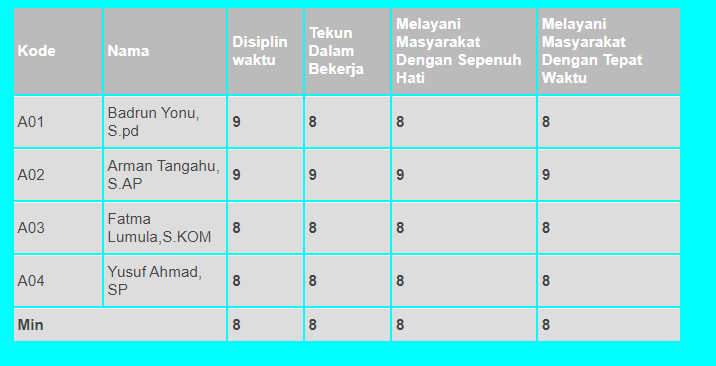 Kode Nama Disiplin waktu Tekun Dalam Bekerja Melayani Masyarakat Dengan Sepenuh Hati Melayani Masyarakat Dengan Tepat Waktu
A01 Badrun Yonu, S.pd 9 8 8 8
A02 Arman Tangahu, S.AP 9 9 9 9
A03 Fatma Lumula,S.KOM 8 8 8 8
A04 Yusuf Ahmad, SP 8 8 8 8
Min 8 8 8 8